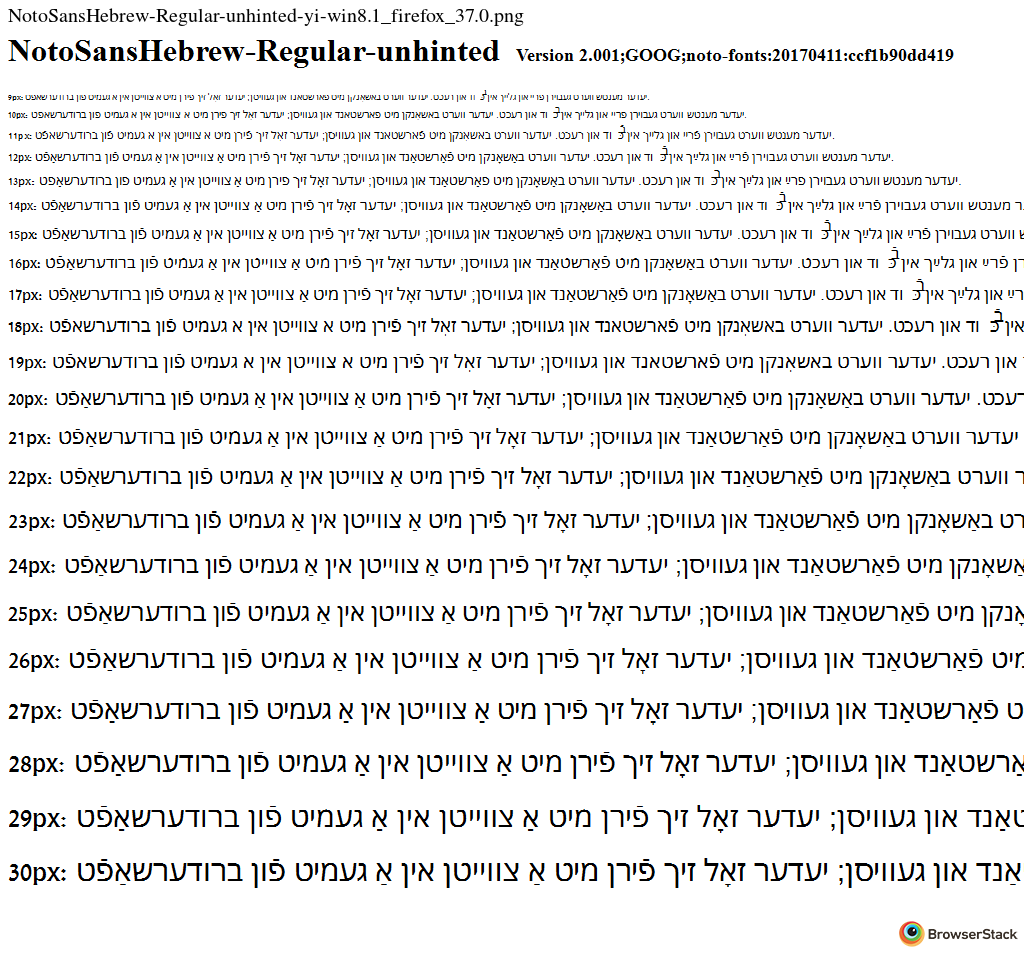 NotoSansHebrew-Regular-unhinted-yi-win8.1_firefox_37.0.png
NotoSansHebrew-Regular-unhinted Version 2.001;GOOG;noto-fonts:20170411:ccf1b90dd419
9px: יעדער מענטש ווערט געבוירן פֿרײַ און גלײַך אין כּבֿוד און רעכט. יעדער ווערט באַשאָנקן מיט פֿאַרשטאַנד און געוויסן; יעדער זאָל זיך פֿירן מיט אַ צווייטן אין אַ געמיט פֿון ברודערשאַפֿט.
10px: יעדער מענטש ווערט געבוירן פֿרײַ און גלײַך אין כּבֿוד און רעכט. יעדער ווערט באַשאָנקן מיט פֿאַרשטאַנד און געוויסן; יעדער זאָל זיך פֿירן מיט אַ צווייטן אין אַ געמיט פֿון ברודערשאַפֿט.
11px: יעדער מענטש ווערט געבוירן פֿרײַ און גלײַך אין כּבֿוד און רעכט. יעדער ווערט באַשאָנקן מיט פֿאַרשטאַנד און געוויסן; יעדער זאָל זיך פֿירן מיט אַ צווייטן אין אַ געמיט פֿון ברודערשאַפֿט.
12px: יעדער מענטש ווערט געבוירן פֿרײַ און גלײַך אין כּבֿוד און רעכט. יעדער ווערט באַשאָנקן מיט פֿאַרשטאַנד און געוויסן; יעדער זאָל זיך פֿירן מיט אַ צווייטן אין אַ געמיט פֿון ברודערשאַפֿט.
13px: יעדער מענטש ווערט געבוירן פֿרײַ און גלײַך אין כּבֿוד און רעכט. יעדער ווערט באַשאָנקן מיט פֿאַרשטאַנד און געוויסן; יעדער זאָל זיך פֿירן מיט אַ צווייטן אין אַ געמיט פֿון ברודערשאַפֿט.
14px: ר מענטש ווערט געבוירן פֿרײַ און גלײַך אין כּבֿוד און רעכט. יעדער ווערט באַשאָנקן מיט פֿאַרשטאַנד און געוויסן; יעדער זאָל זיך פֿירן מיט אַ צווייטן אין אַ געמיט פֿון ברודערשאַפֿט
15px: ש ווערט געבוירן פֿרײַ און גלײַך אין כּבֿוד און רעכט. יעדער ווערט באַשאָנקן מיט פֿאַרשטאַנד און געוויסן; יעדער זאָל זיך פֿירן מיט אַ צווייטן אין אַ געמיט פֿון ברודערשאַפֿט
16px: רן פֿרײַ און גלײַך אין כּבֿוד און רעכט. יעדער ווערט באַשאָנקן מיט פֿאַרשטאַנד און געוויסן; יעדער זאָל זיך פֿירן מיט אַ צווייטן אין אַ געמיט פֿון ברודערשאַפֿט
17px: רײַ און גלײַך אין כּבֿוד און רעכט. יעדער ווערט באַשאָנקן מיט פֿאַרשטאַנד און געוויסן; יעדער זאָל זיך פֿירן מיט אַ צווייטן אין אַ געמיט פֿון ברודערשאַפֿט
18px: אין כּבֿוד און רעכט. יעדער ווערט באַשאָנקן מיט פֿאַרשטאַנד און געוויסן; יעדער זאָל זיך פֿירן מיט אַ צווייטן אין אַ געמיט פֿון ברודערשאַפֿט
19px: און רעכט. יעדער ווערט באַשאָנקן מיט פֿאַרשטאַנד און געוויסן; יעדער זאָל זיך פֿירן מיט אַ צווייטן אין אַ געמיט פֿון ברודערשאַפֿט
20px: רעכט. יעדער ווערט באַשאָנקן מיט פֿאַרשטאַנד און געוויסן; יעדער זאָל זיך פֿירן מיט אַ צווייטן אין אַ געמיט פֿון ברודערשאַפֿט
21px: יעדער ווערט באַשאָנקן מיט פֿאַרשטאַנד און געוויסן; יעדער זאָל זיך פֿירן מיט אַ צווייטן אין אַ געמיט פֿון ברודערשאַפֿט
22px: ר ווערט באַשאָנקן מיט פֿאַרשטאַנד און געוויסן; יעדער זאָל זיך פֿירן מיט אַ צווייטן אין אַ געמיט פֿון ברודערשאַפֿט
23px: רט באַשאָנקן מיט פֿאַרשטאַנד און געוויסן; יעדער זאָל זיך פֿירן מיט אַ צווייטן אין אַ געמיט פֿון ברודערשאַפֿט
24px: אַשאָנקן מיט פֿאַרשטאַנד און געוויסן; יעדער זאָל זיך פֿירן מיט אַ צווייטן אין אַ געמיט פֿון ברודערשאַפֿט
25px: אָנקן מיט פֿאַרשטאַנד און געוויסן; יעדער זאָל זיך פֿירן מיט אַ צווייטן אין אַ געמיט פֿון ברודערשאַפֿט
26px: מיט פֿאַרשטאַנד און געוויסן; יעדער זאָל זיך פֿירן מיט אַ צווייטן אין אַ געמיט פֿון ברודערשאַפֿט
27px: ט פֿאַרשטאַנד און געוויסן; יעדער זאָל זיך פֿירן מיט אַ צווייטן אין אַ געמיט פֿון ברודערשאַפֿט
28px: אַרשטאַנד און געוויסן; יעדער זאָל זיך פֿירן מיט אַ צווייטן אין אַ געמיט פֿון ברודערשאַפֿט
29px: טאַנד און געוויסן; יעדער זאָל זיך פֿירן מיט אַ צווייטן אין אַ געמיט פֿון ברודערשאַפֿט
30px: אַנד און געוויסן; יעדער זאָל זיך פֿירן מיט אַ צווייטן אין אַ געמיט פֿון ברודערשאַפֿט
BrowserStack